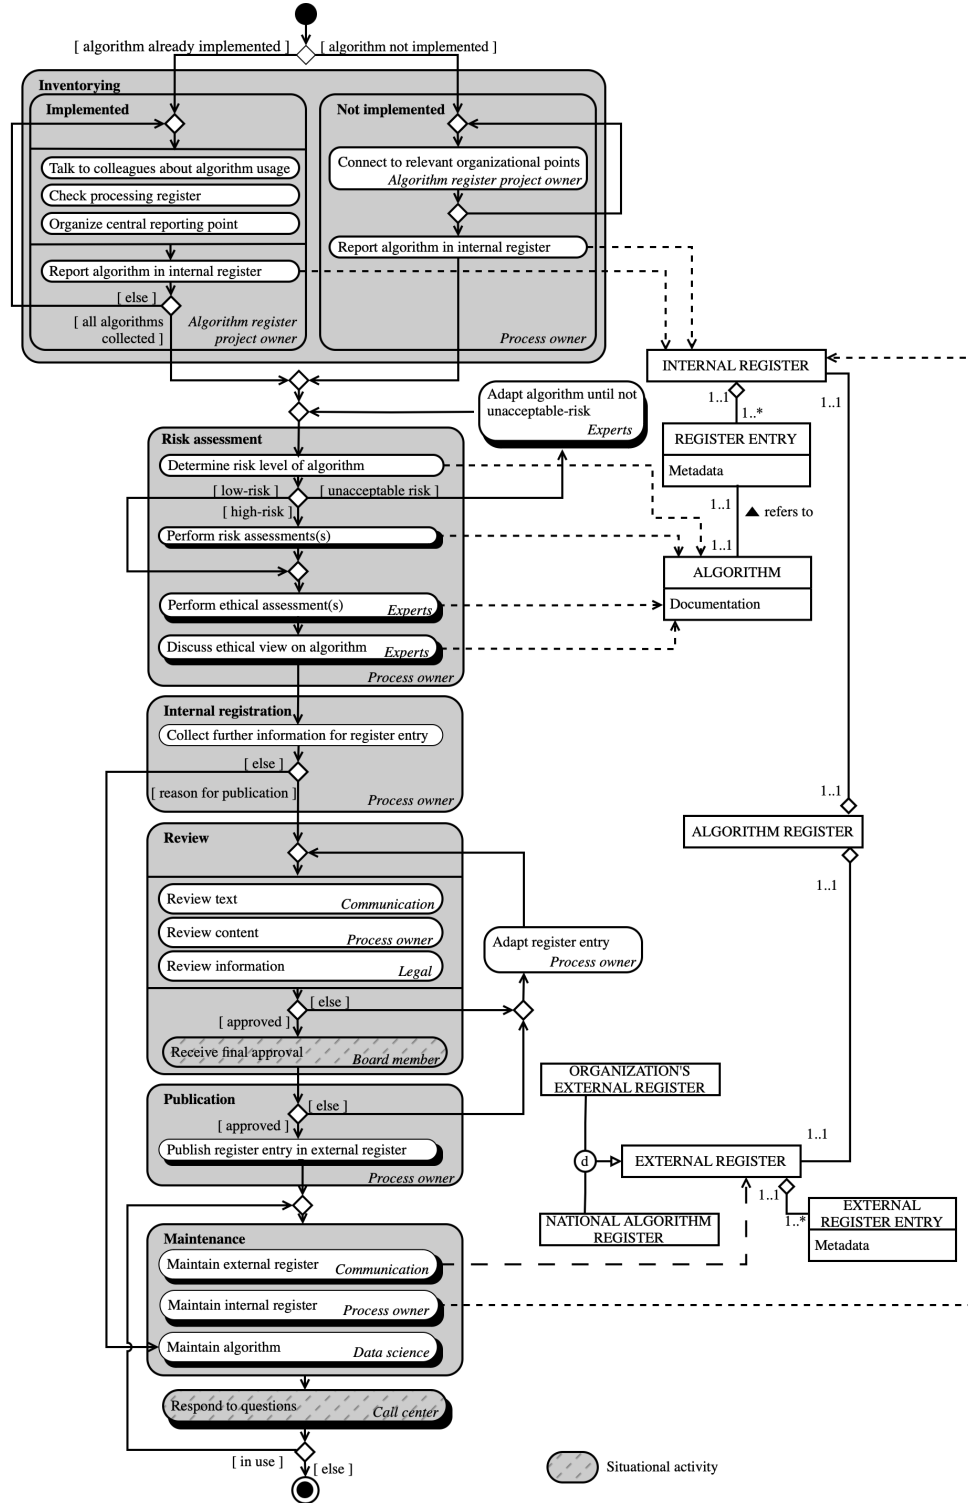 [ algorithm already implemented ]
[ algorithm not implemented ]
Inventorying
Implemented
Talk to colleagues about algorithm usage
Check processing register
Organize central reporting point
Report algorithm in internal register
[ else ]
[ all algorithms
collected ]
Algorithm register
project owner
Not implemented
Connect to relevant organizational points
Algorithm register project owner
Report algorithm in internal register
Process owner
Adapt algorithm until not
unacceptable-risk
Experts
Risk assessment
Determine risk level of algorithm
[ low-risk ]
[ unacceptable risk ]
[ high-risk ]
Perform risk assessments(s)
Perform ethical assessment(s)
Experts
Discuss ethical view on algorithm
Experts
Process owner
Internal registration
Collect further information for register entry
[ else ]
[ reason for publication ]
Process owner
Review
Review text
Communication
Review content
Process owner
Review information
Legal
[ else ]
[ approved ]
Receive final approval
Board member
Adapt register entry
Process owner
Publication
[ else ]
[ approved ]
Publish register entry in external register
Process owner
Maintenance
Maintain external register
Communication
Maintain internal register
Process owner
Maintain algorithm
Data science
Respond to questions
Call center
[ in use ]
[ else ]
INTERNAL REGISTER
1..1
1..1
1..*
REGISTER ENTRY
Metadata
1..1
refers to
1..1
ALGORITHM
Documentation
1..1
ALGORITHM REGISTER
1..1
ORGANIZATION'S
EXTERNAL REGISTER
1..1
d
EXTERNAL REGISTER
1..1
1..*
NATIONAL ALGORITHM
REGISTER
EXTERNAL
REGISTER ENTRY
Metadata
Situational activity